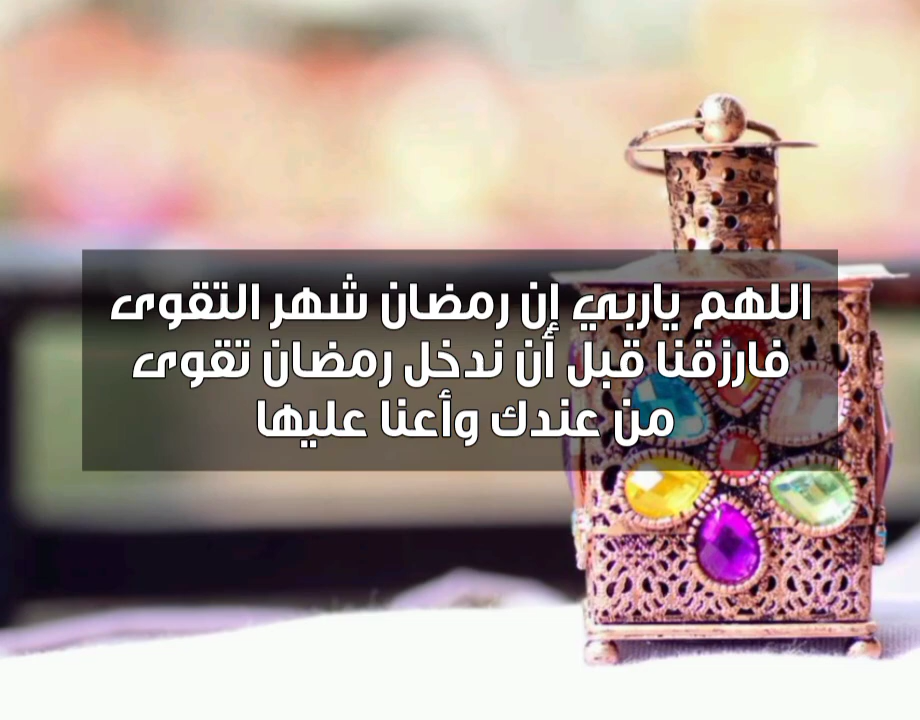 اللهم ياربي إن رمضان شهر التقوى
فارزقنا قبل أن ندخل رمضان تقوى
من عندك وأعنا عليها